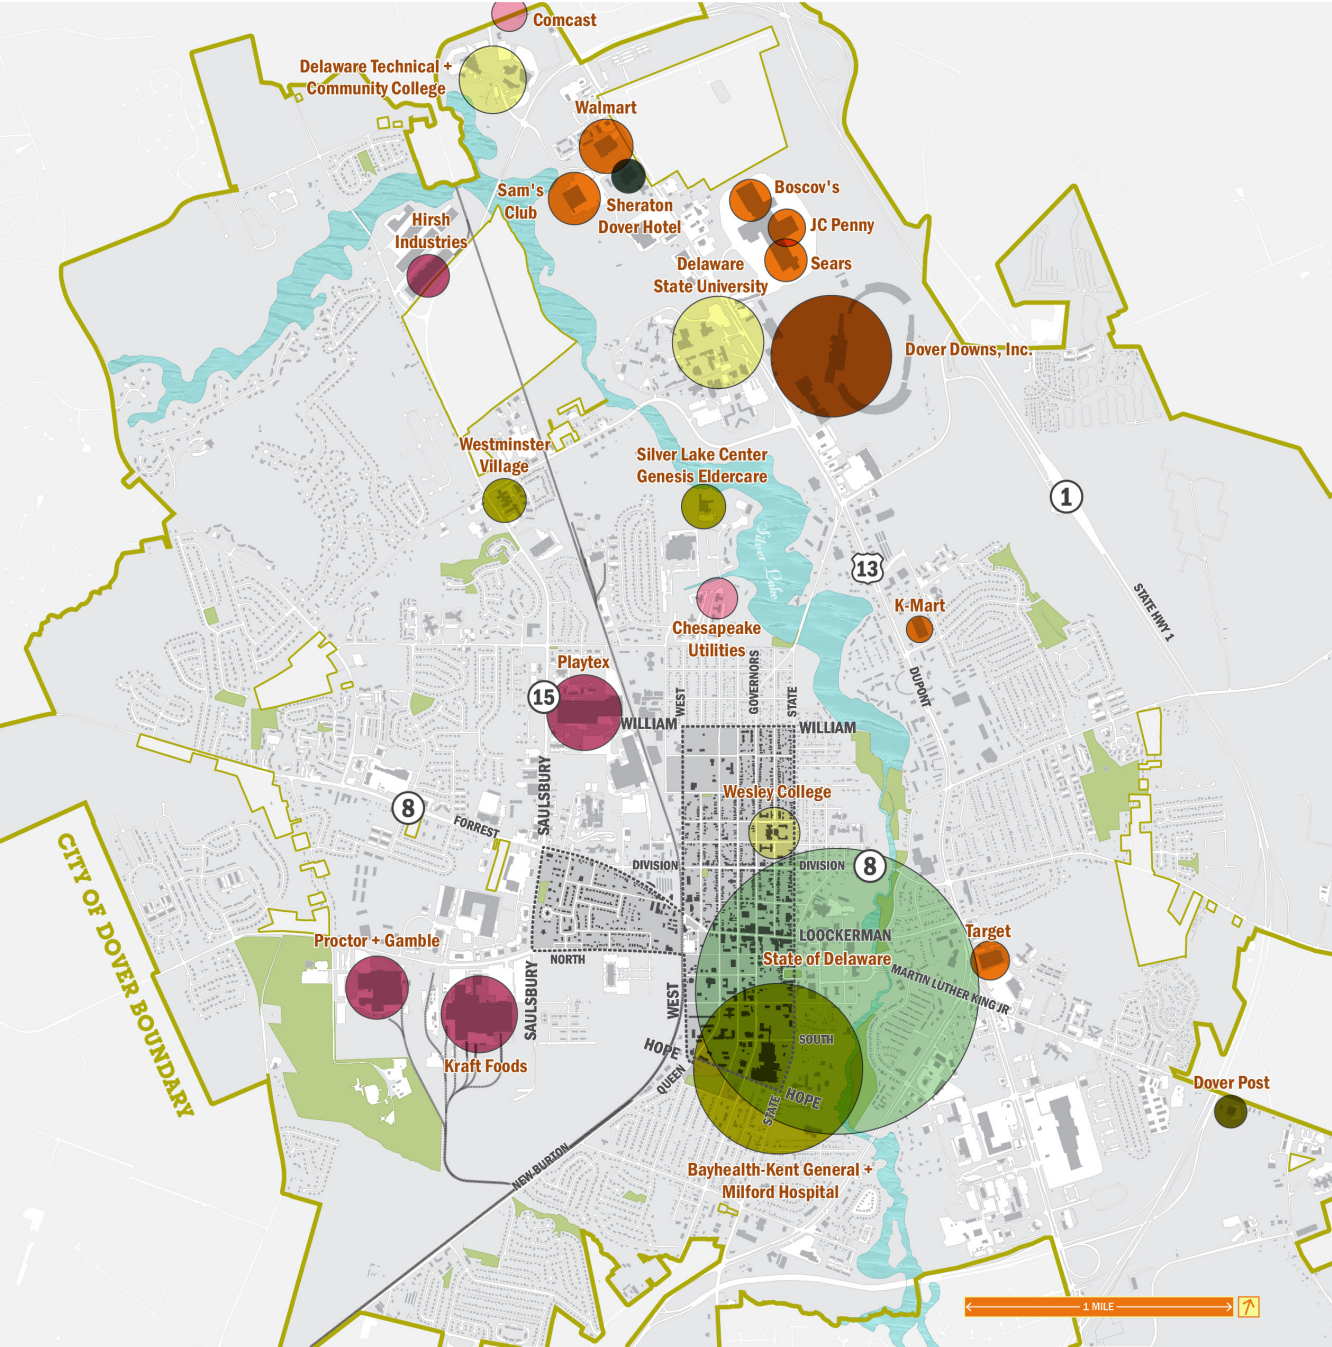 Comcast
Delaware Technical +
Community College
Walmart
Sam's
Club
Sheraton
Dover Hotel
Boscov's
JC Penny
Sears
Hirsh
Industries
Delaware
State University
Dover Downs, Inc.
Westminster
Village
Silver Lake Center
Genesis Eldercare
1
Silver Lake
13
STATE HWY 1
K-Mart
Chesapeake
Utilities
Playtex
15
WEST
GOVERNORS
STATE
DUPONT
WILLIAM
WILLIAM
SAULSBURY
Wesley College
8
FORREST
CITY OF DOVER BOUNDARY
DIVISION
DIVISION
8
LOOCKERMAN
Target
Proctor + Gamble
NORTH
State of Delaware
MARTIN LUTHER KING JR
SAULSBURY
WEST
Kraft Foods
HOPE
SOUTH
QUEEN
STATE
HOPE
Dover Post
NEW BURTON
Bayhealth-Kent General +
Milford Hospital
1 MILE